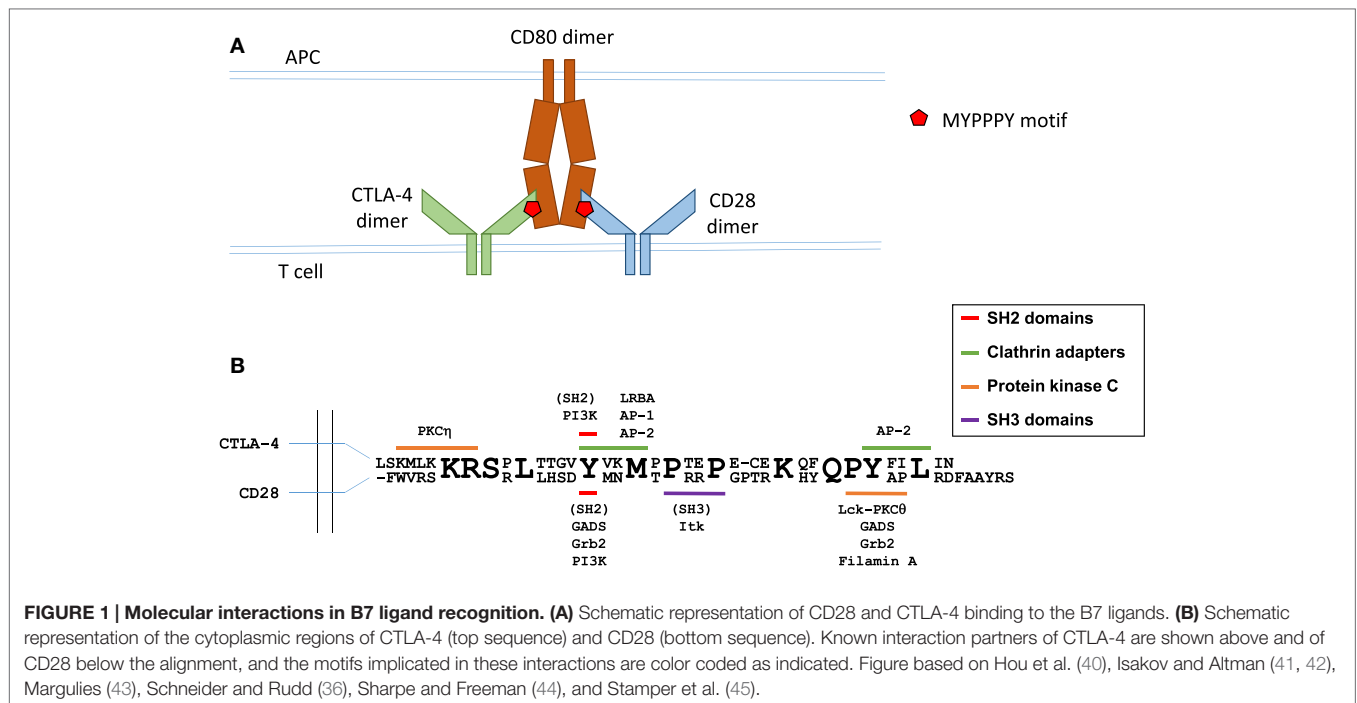 A
CD80 dimer
APC
MYPPPY motif
CTLA-4
dimer
CD28
dimer
T cell
SH2 domains
Clathrin adapters
Protein kinase C
SH3 domains
B
(SH2) LRBA
PI3K AP-1
PKCη AP-2 AP-2
CTLA-4
LSKMLK KRS P L TTGV Y VK M P P TE P E-CE K QF QPY FI L IN
-FWVRS R LHSD MN T RR GPTR HY AP RDFAAYRS
CD28
(SH2) (SH3) Lck-PKCθ
GADS Itk GADS
Grb2 Grb2
PI3K Filamin A
FIGURE 1 | Molecular interactions in B7 ligand recognition. (A) Schematic representation of CD28 and CTLA-4 binding to the B7 ligands. (B) Schematic
representation of the cytoplasmic regions of CTLA-4 (top sequence) and CD28 (bottom sequence). Known interaction partners of CTLA-4 are shown above and of
CD28 below the alignment, and the motifs implicated in these interactions are color coded as indicated. Figure based on Hou et al. (40), Isakov and Altman (41, 42),
Margulies (43), Schneider and Rudd (36), Sharpe and Freeman (44), and Stamper et al. (45).